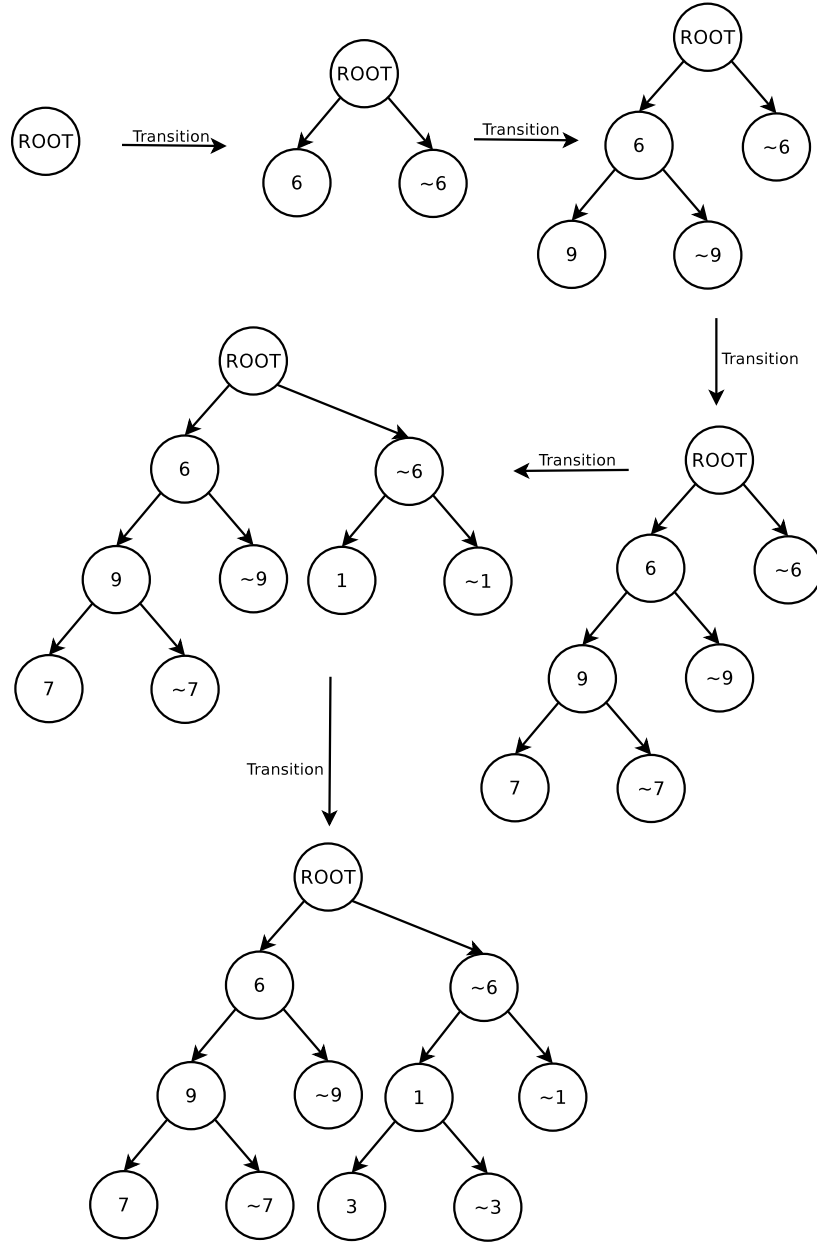 ROOT
Transition
ROOT
6
~6
Transition
ROOT
6
~6
9
~9
Transition
ROOT
6
~6
9
~9
7
~7
Transition
ROOT
6
~6
9
~9
1
~1
7
~7
Transition
ROOT
6
~6
9
~9
1
~1
7
~7
3
~3